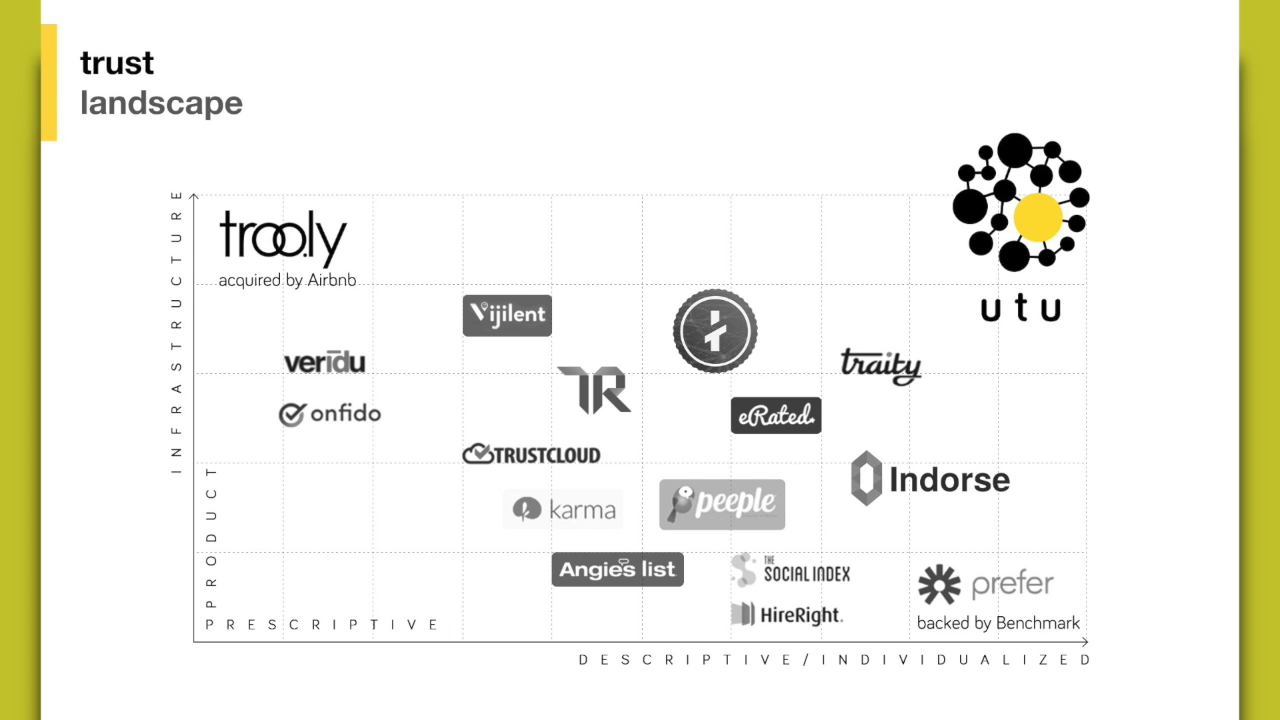 trust
landscape
INFRASTRUCTURE
trooly
acquired by Airbnb
utu
Vijilent
veridu
traity
TR
onfido
eRated.
TRUSTCLOUD
Indorse
PRODUCT
karma
peeple
Angie's list
THE
SOCIAL INDEX
prefer
HireRight.
PRESCRIPTIVE
backed by Benchmark
DESCRIPTIVE/INDIVIDUALIZED